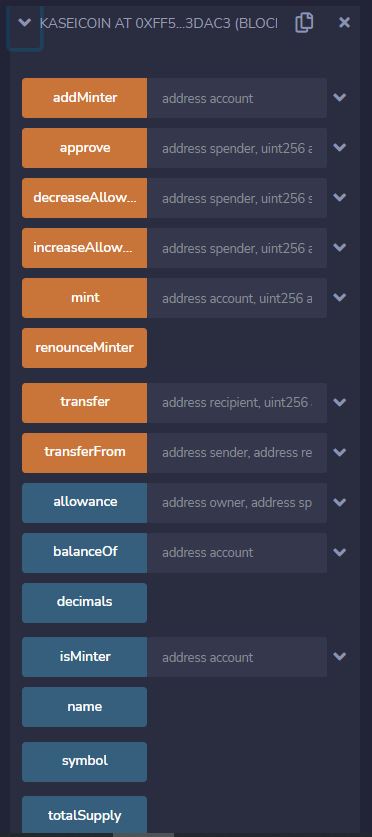 KASEICOIN AT 0XFF5...3DAC3 (BLOCK
addMinter address account
approve address spender, uint256 a
decreaseAllow... address spender, uint256 s
increaseAllow... address spender, uint256 a
mint address account, uint256 a
renounceMinter
transfer address recipient, uint256
transferFrom address sender, address re
allowance address owner, address sp
balanceOf address account
decimals
isMinter address account
name
symbol
totalSupply